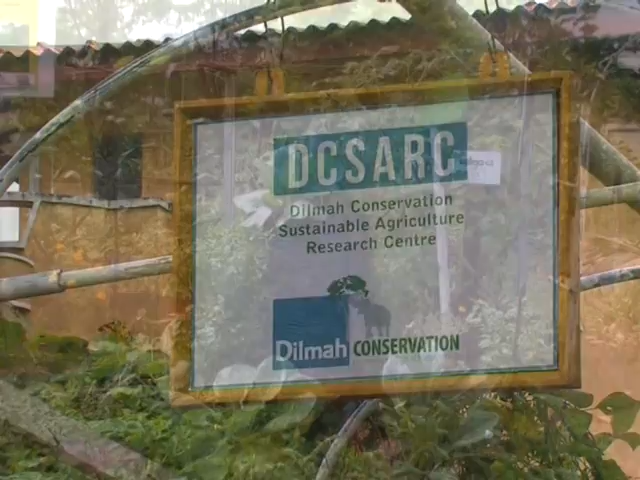 DCSARC
Dilmah Conservation
Sustainable Agriculture
Research Centre
Dilmah CONSERVATION